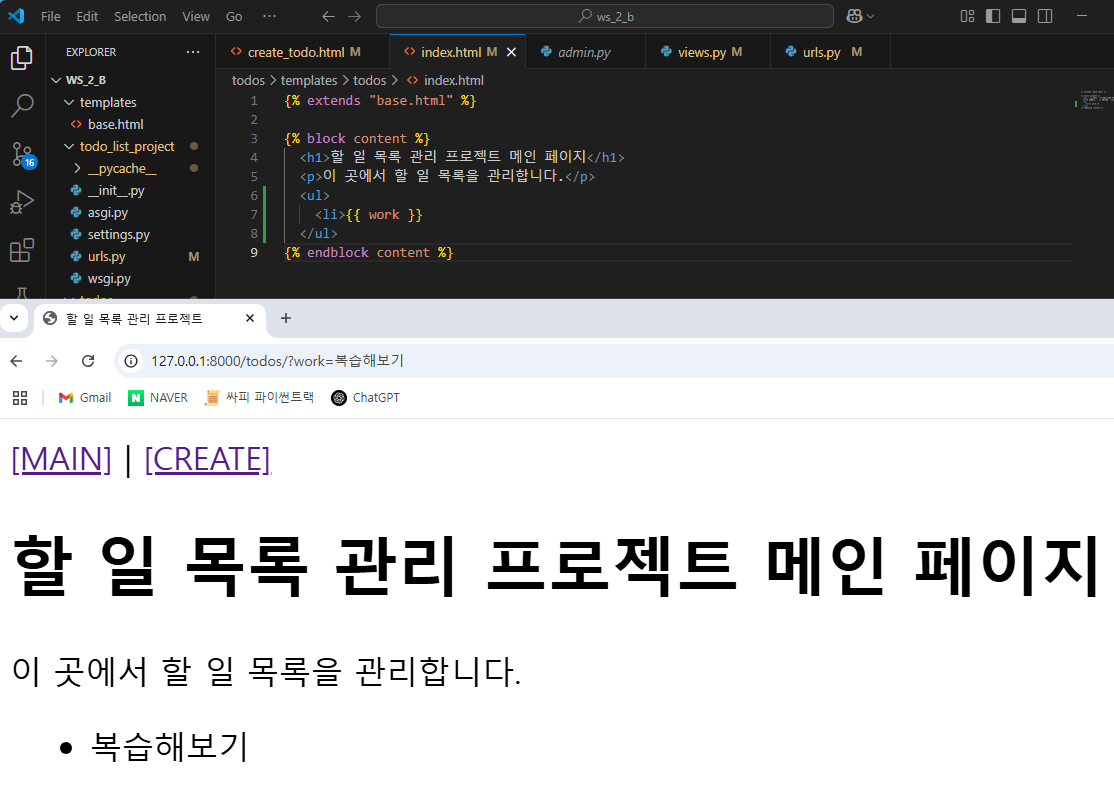 File Edit Selection View Go ··· ws_2_b
EXPLORER ···
WS_2_B
templates
base.html
todo_list_project
__pycache__
__init__.py
asgi.py
settings.py
urls.py M
wsgi.py
16
create_todo.html M index.html M admin.py views.py M urls.py M
todos > templates > todos > index.html
1 {% extends "base.html" %}
2
3 {% block content %}
4 <h1>할 일 목록 관리 프로젝트 메인 페이지</h1>
5 <p>이 곳에서 할 일 목록을 관리합니다.</p>
6 <ul>
7 <li>{{ work }}
8 </ul>
9 {% endblock content %}
할 일 목록 관리 프로젝트
127.0.0.1:8000/todos/?work=복습해보기
Gmail NAVER 싸피 파이썬트랙 ChatGPT
[MAIN] | [CREATE]
할 일 목록 관리 프로젝트 메인 페이지
이 곳에서 할 일 목록을 관리합니다.
• 복습해보기